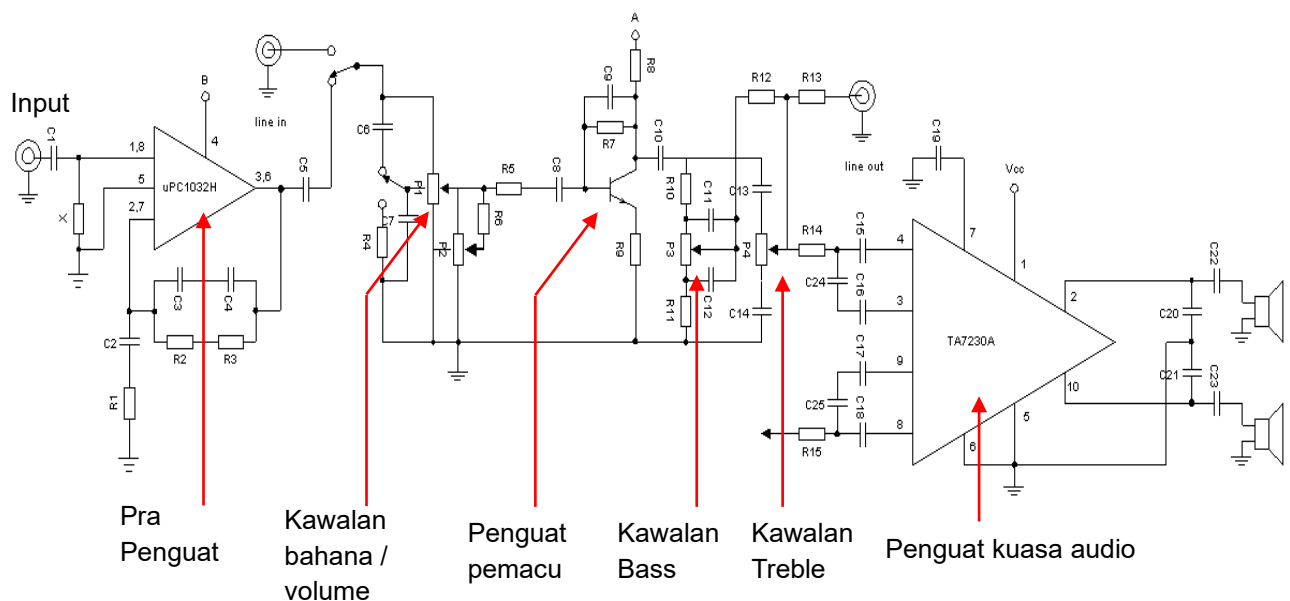 A
B
Input
line in
C1
1,8
4
5
uPC1032H
3,6
2,7
C5
X
C3
C4
R2
R3
C2
R1
C6
C7
R4
P1
P2
R6
R5
C8
C9
R7
R8
R9
C10
R10
C11
P3
C12
R11
C13
P4
C14
R12
R13
line out
R14
C15
C24
C16
C17
C25
C18
R15
C19
Vcc
7
1
4
3
9
8
TA7230A
2
10
5
6
C22
C20
C21
C23
Pra
Penguat
Kawalan
bahana /
volume
Penguat
pemacu
Kawalan
Bass
Kawalan
Treble
Penguat kuasa audio